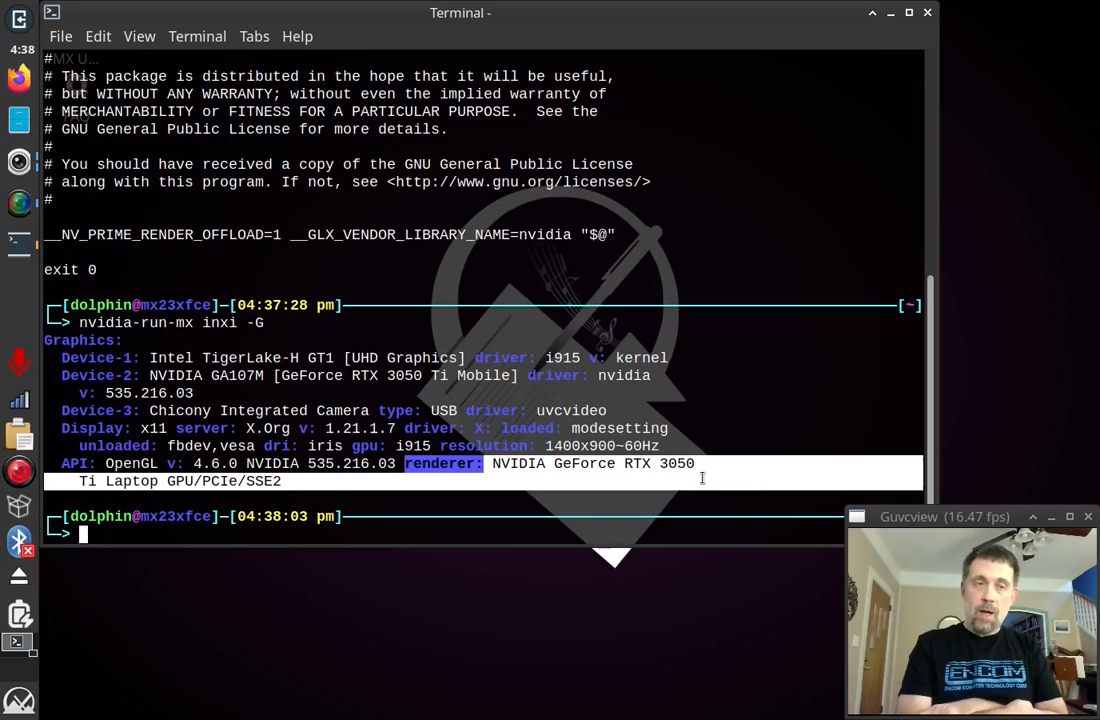 Terminal -
File Edit View Terminal Tabs Help
4:38
#
MX U...
# This package is distributed in the hope that it will be useful,
# but WITHOUT ANY WARRANTY; without even the implied warranty of
# MERCHANTABILITY or FITNESS FOR A PARTICULAR PURPOSE.  See the
FAQ
# GNU General Public License for more details.
#
# You should have received a copy of the GNU General Public License
# along with this program. If not, see <http://www.gnu.org/licenses/>
#
__NV_PRIME_RENDER_OFFLOAD=1 __GLX_VENDOR_LIBRARY_NAME=nvidia "$@"
exit 0
[dolphin@mx23xfce]-[04:37:28 pm] [~]
> nvidia-run-mx inxi -G
Graphics:
Device-1: Intel TigerLake-H GT1 [UHD Graphics] driver: i915 v: kernel
Device-2: NVIDIA GA107M [GeForce RTX 3050 Ti Mobile] driver: nvidia
v: 535.216.03
Device-3: Chicony Integrated Camera type: USB driver: uvcvideo
Display: x11 server: X.Org v: 1.21.1.7 driver: X: loaded: modesetting
unloaded: fbdev,vesa dri: iris gpu: i915 resolution: 1400x900~60Hz
API: OpenGL v: 4.6.0 NVIDIA 535.216.03 renderer: NVIDIA GeForce RTX 3050
Ti Laptop GPU/PCIe/SSE2
[dolphin@mx23xfce]-[04:38:03 pm]
>
Guvcview (16.47 fps)
ENCOM